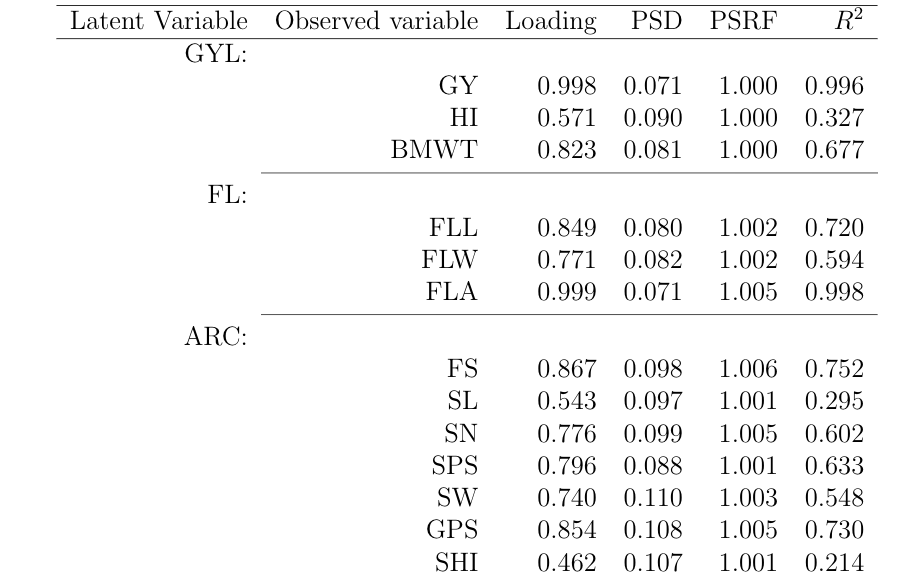 Latent Variable Observed variable Loading PSD PSRF R²
GYL:
GY 0.998 0.071 1.000 0.996
HI 0.571 0.090 1.000 0.327
BMWT 0.823 0.081 1.000 0.677
FL:
FLL 0.849 0.080 1.002 0.720
FLW 0.771 0.082 1.002 0.594
FLA 0.999 0.071 1.005 0.998
ARC:
FS 0.867 0.098 1.006 0.752
SL 0.543 0.097 1.001 0.295
SN 0.776 0.099 1.005 0.602
SPS 0.796 0.088 1.001 0.633
SW 0.740 0.110 1.003 0.548
GPS 0.854 0.108 1.005 0.730
SHI 0.462 0.107 1.001 0.214